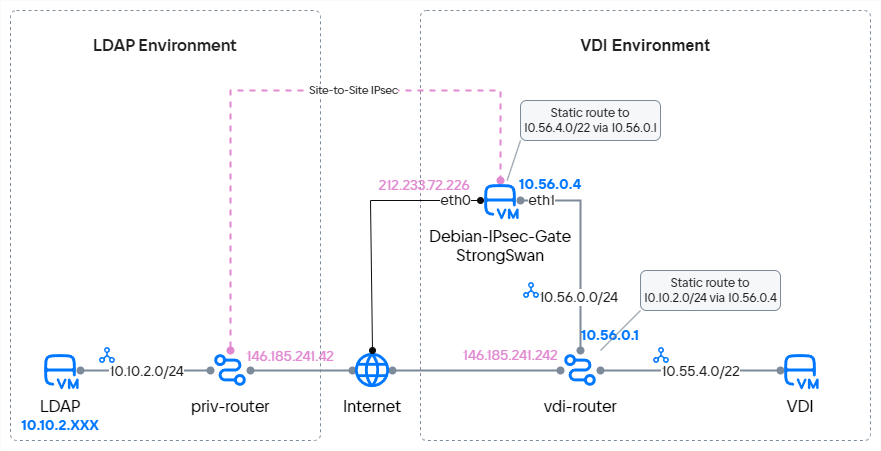 LDAP Environment
VDI Environment
Site-to-Site IPsec
Static route to
10.56.4.0/22 via 10.56.0.1
212.233.72.226
10.56.0.4
eth0
eth1
VM
Debian-IPsec-Gate
StrongSwan
10.56.0.0/24
Static route to
10.10.2.0/24 via 10.56.0.4
10.56.0.1
146.185.241.42
146.185.241.242
VM
10.10.2.0/24
10.55.4.0/22
VM
LDAP
10.10.2.XXX
priv-router
Internet
vdi-router
VDI